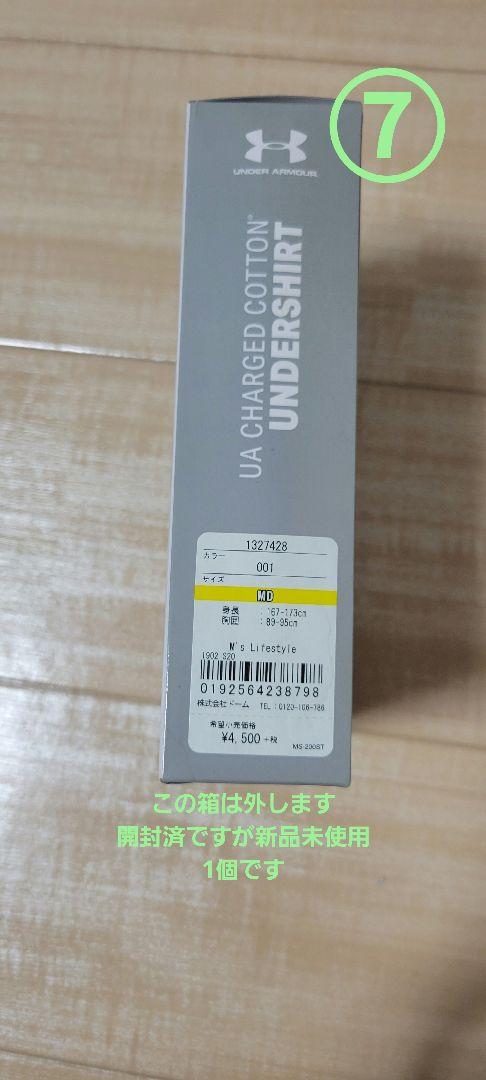 ⑦
UNDER ARMOUR
UA CHARGED COTTON®
UNDERSHIRT
1327428
カラー
001
サイズ
MD
身長 :167-173cm
胸囲 :89-95cm
M's Lifestyle
1902 S20
0192564238798
株式会社ドーム TEL:0120-106-786
希望小売価格
¥4,500+税
MS-200ST
この箱は外します
開封済ですが新品未使用
1個です